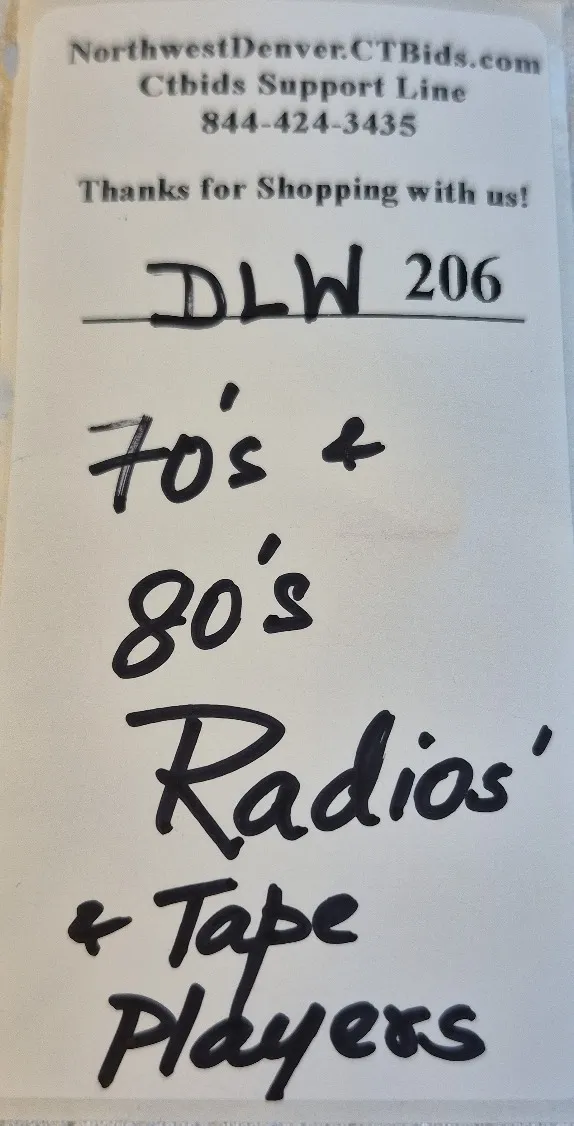 NorthwestDenver.CTBids.com
Ctbids Support Line
844-424-3435
Thanks for Shopping with us!
DLW 206
70's &
80's
Radios'
& Tape
Players